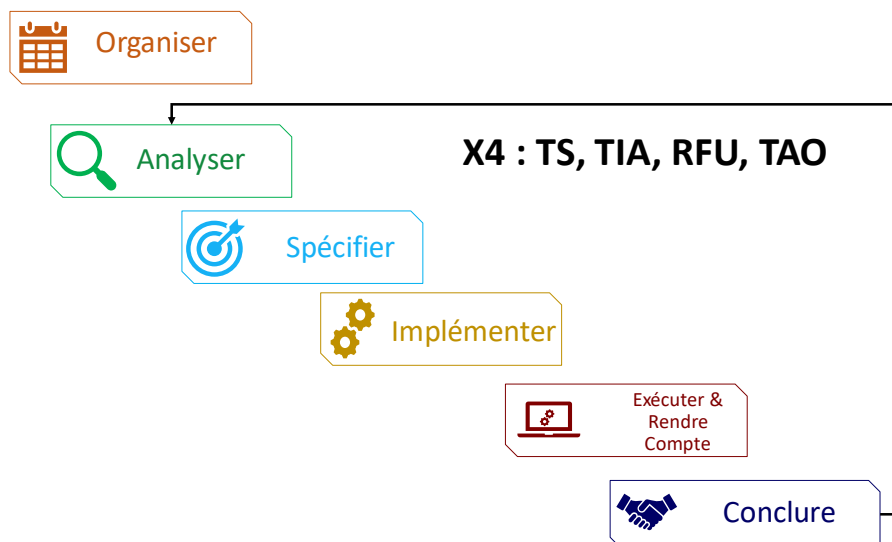 Organiser
Analyser
X4 : TS, TIA, RFU, TAO
Spécifier
Implémenter
Exécuter &
Rendre
Compte
Conclure